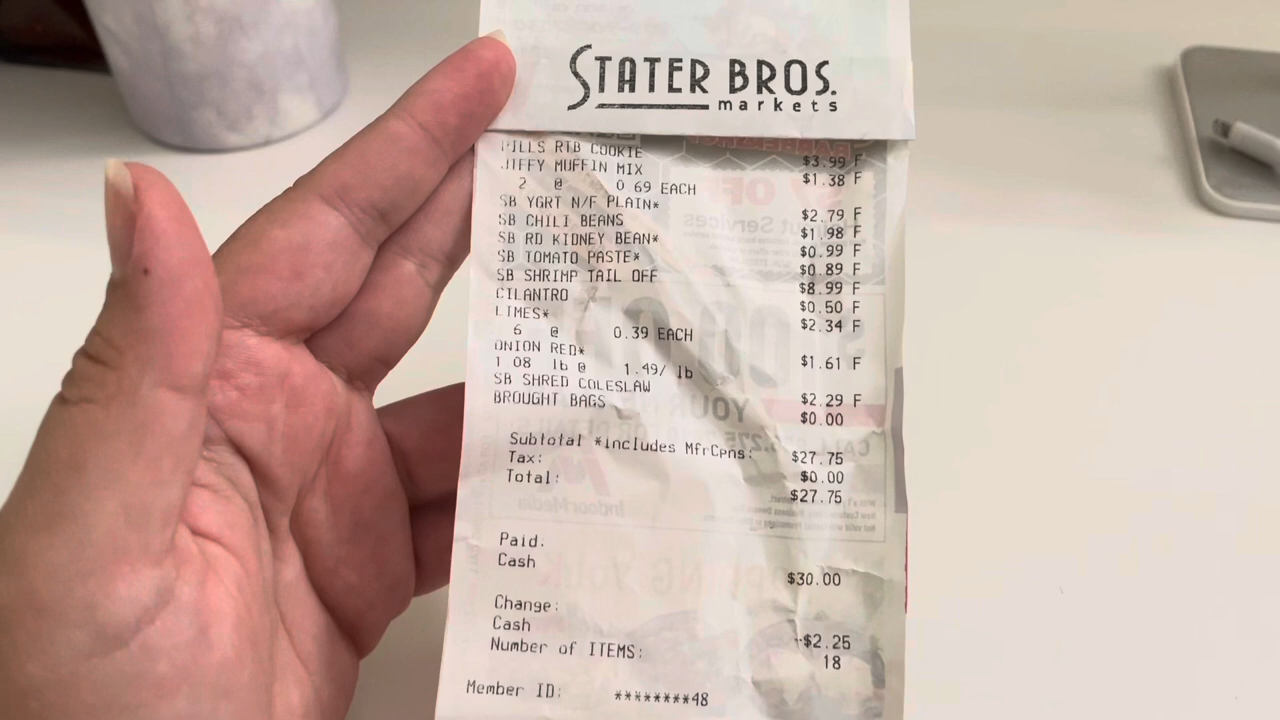 STATER BROS.
markets
PILLS RTB COOKIE $3.99 F
JIFFY MUFFIN MIX $1.38 F
2 @ 0 69 EACH
SB YGRT N/F PLAIN* $2.79 F
SB CHILI BEANS $1.98 F
SB RD KIDNEY BEAN* $0.99 F
SB TOMATO PASTE* $0.89 F
SB SHRIMP TAIL OFF $8.99 F
CILANTRO $0.50 F
LIMES* $2.34 F
6 @ 0.39 EACH
ONION RED* $1.61 F
1 08 lb @ 1.49/ lb
SB SHRED COLESLAW $2.29 F
BROUGHT BAGS $0.00
Subtotal *includes MfrCpns: $27.75
Tax: $0.00
Total: $27.75
Paid:
Cash $30.00
Change:
Cash -$2.25
Number of ITEMS: 18
Member ID: ********48